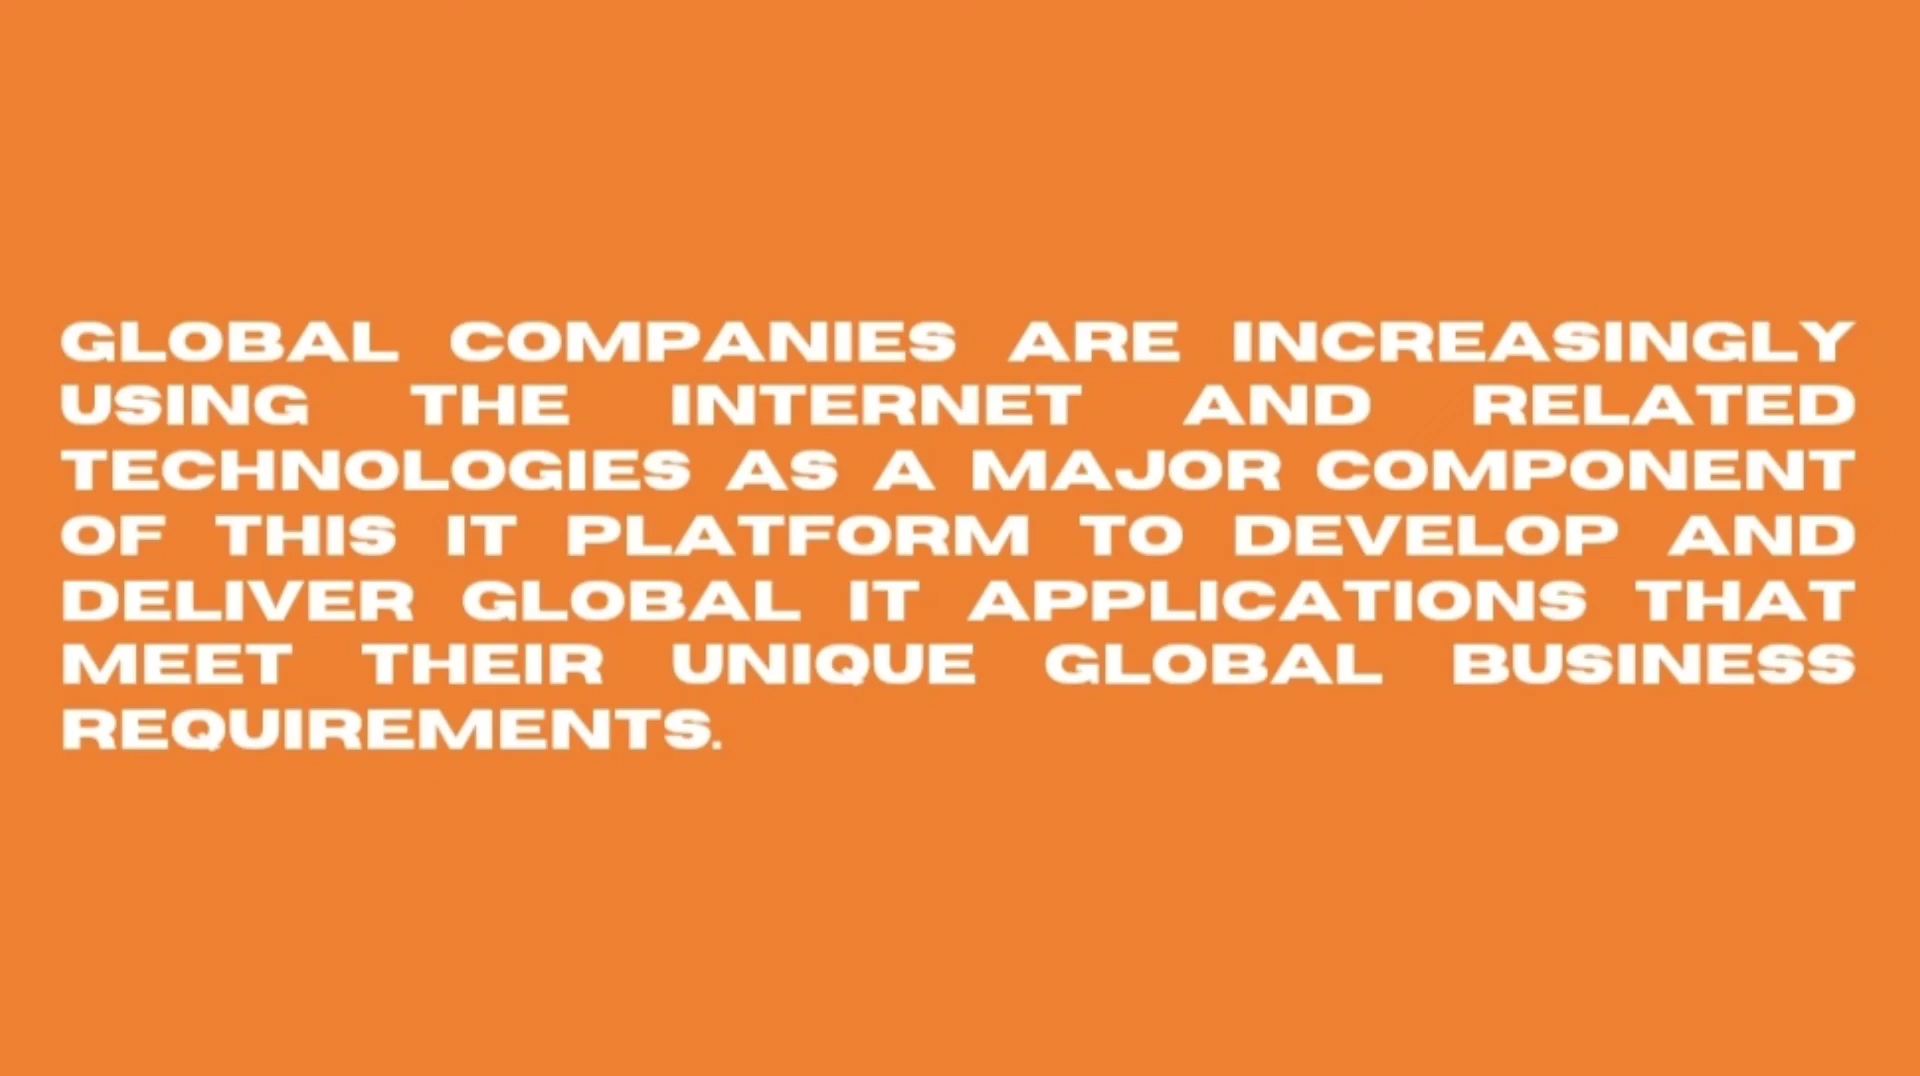 GLOBAL COMPANIES ARE INCREASINGLY
USING THE INTERNET AND RELATED
TECHNOLOGIES AS A MAJOR COMPONENT
OF THIS IT PLATFORM TO DEVELOP AND
DELIVER GLOBAL IT APPLICATIONS THAT
MEET THEIR UNIQUE GLOBAL BUSINESS
REQUIREMENTS.